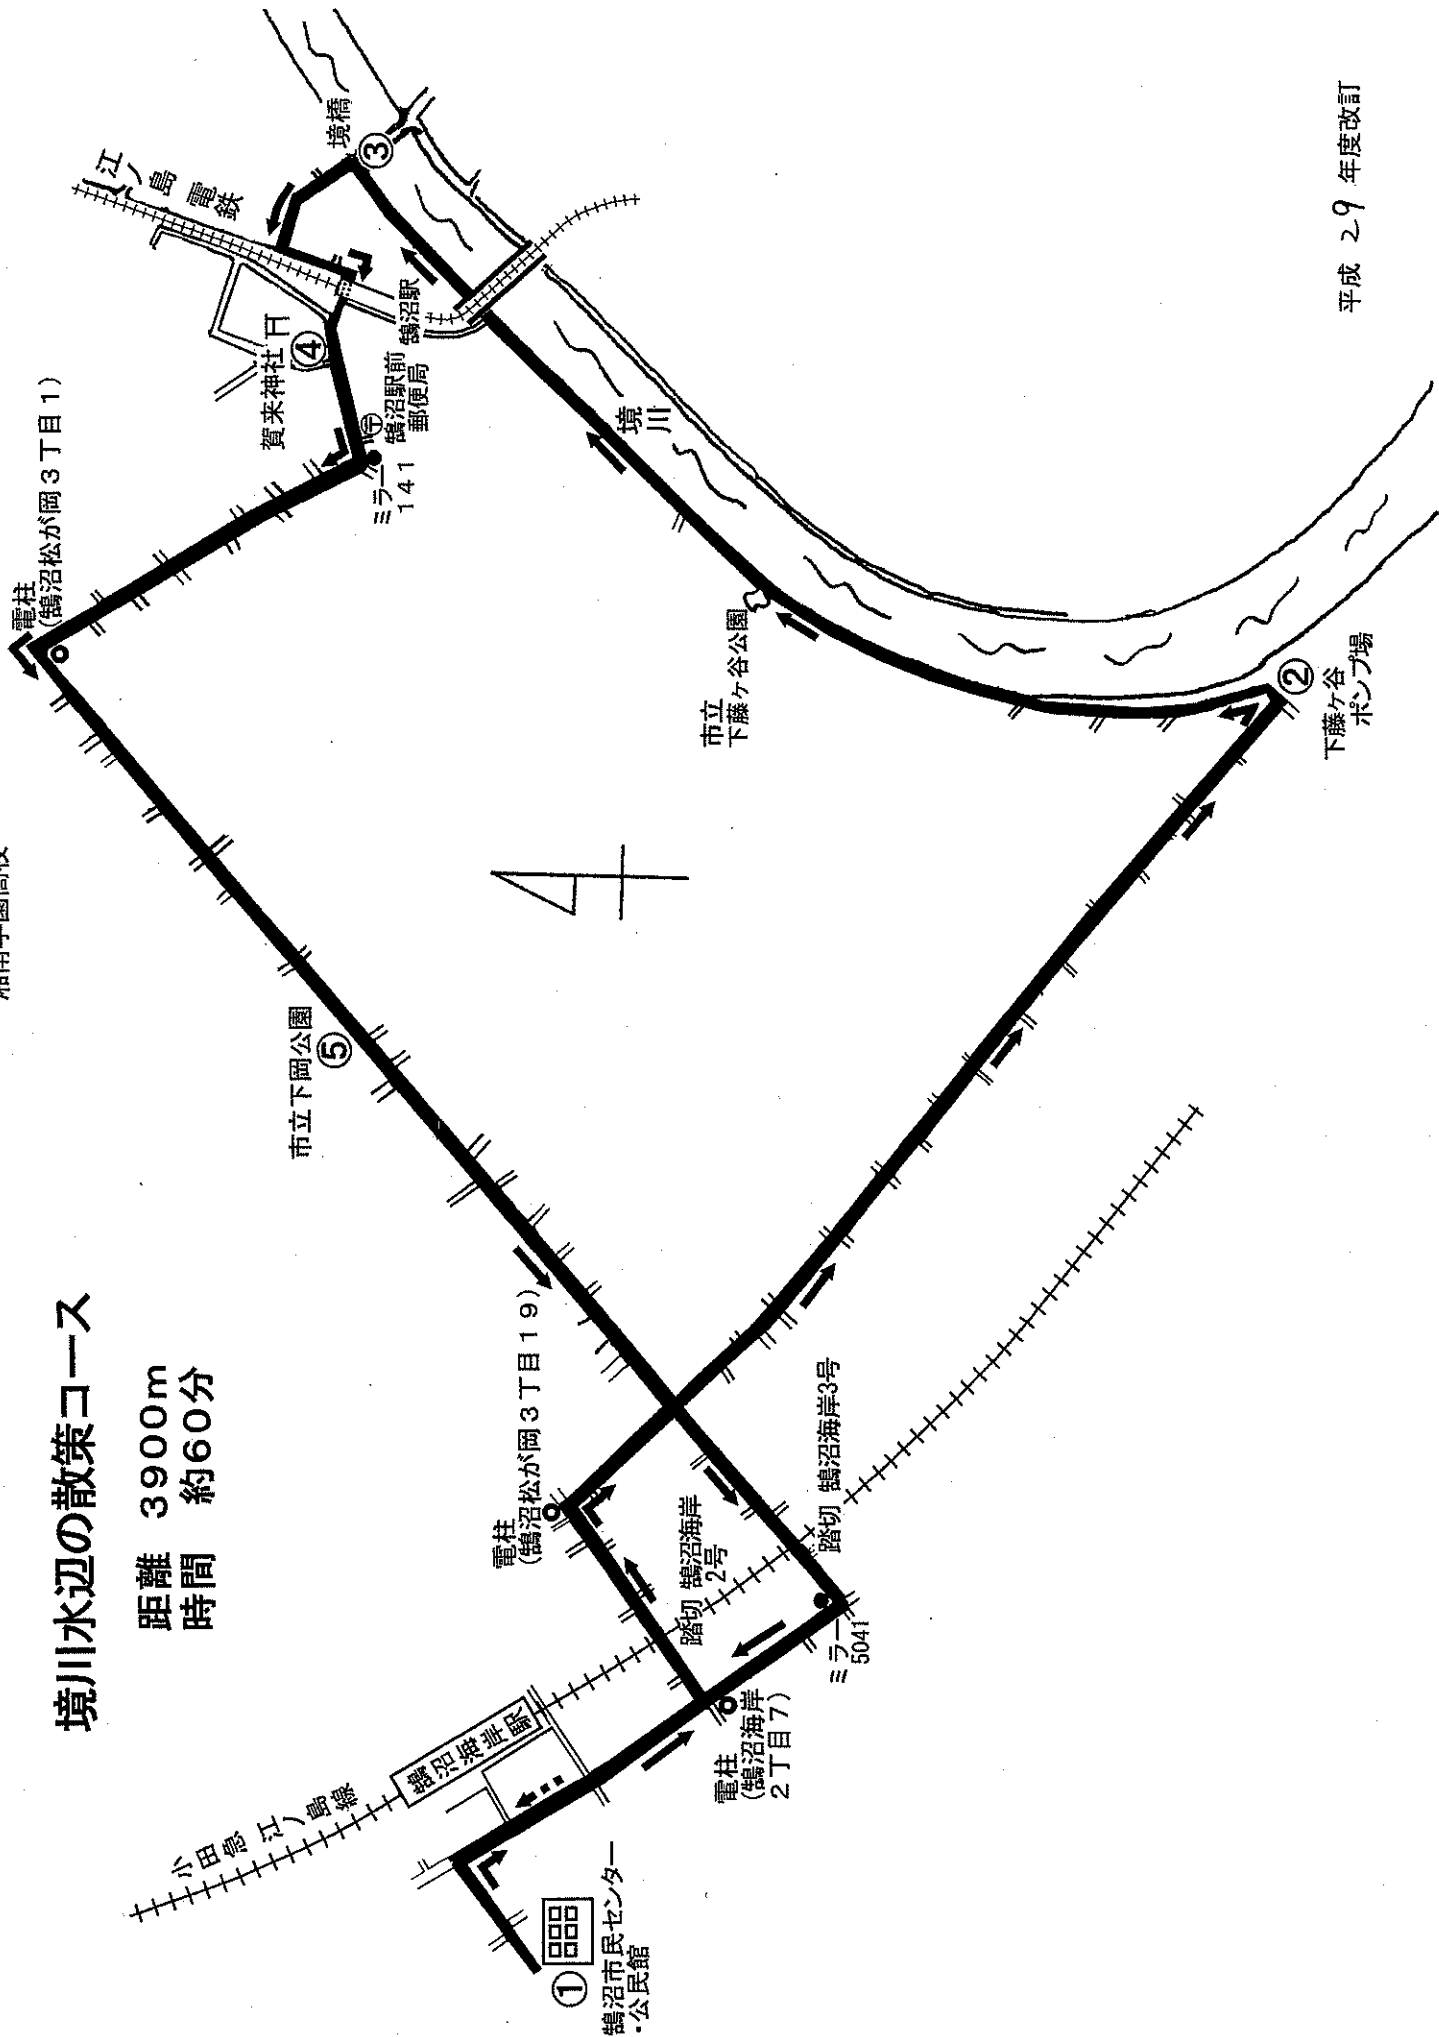 境川水辺の散策コース
距離 3900m
時間 約60分
小田急江ノ島線
鵠沼海岸駅
①
鵠沼市民センター
・公民館
電柱
(鵠沼海岸
2丁目7)
ミラー
5041
踏切 鵠沼海岸
2号
踏切 鵠沼海岸3号
電柱
(鵠沼松が岡3丁目19)
市立下岡公園
⑤
湘南学園高校
電柱
(鵠沼松が岡3丁目1)
市立
下藤ヶ谷公園
②
下藤ヶ谷
ポンプ場
境川
ミラー
141
〒
鵠沼駅前
郵便局
賀来神社
④
鵠沼駅
江ノ島電鉄
境橋
③
平成 29 年度改訂